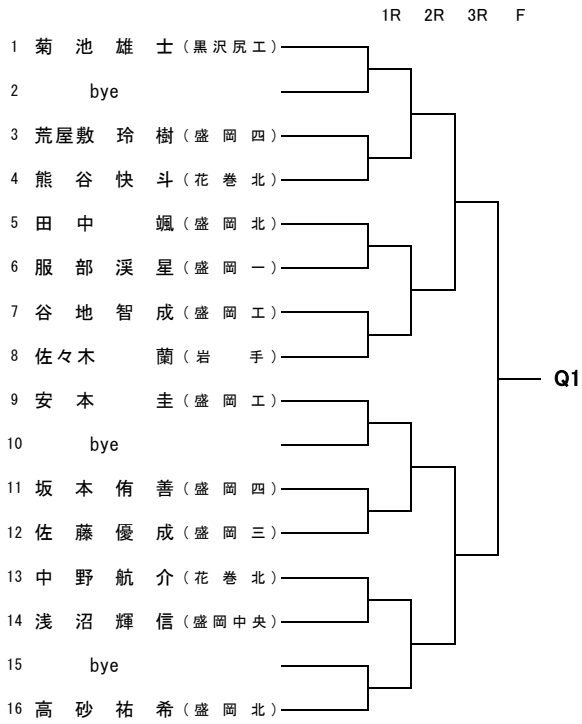 1R 2R 3R F
1 菊池雄士 (黒沢尻工)
2 bye
3 荒屋敷玲樹 (盛岡四)
4 熊谷快斗 (花巻北)
5 田中颯 (盛岡北)
6 服部渓星 (盛岡一)
7 谷地智成 (盛岡工)
8 佐々木蘭 (岩手)
Q1
9 安本圭 (盛岡工)
10 bye
11 坂本侑善 (盛岡四)
12 佐藤優成 (盛岡三)
13 中野航介 (花巻北)
14 浅沼輝信 (盛岡中央)
15 bye
16 高砂祐希 (盛岡北)